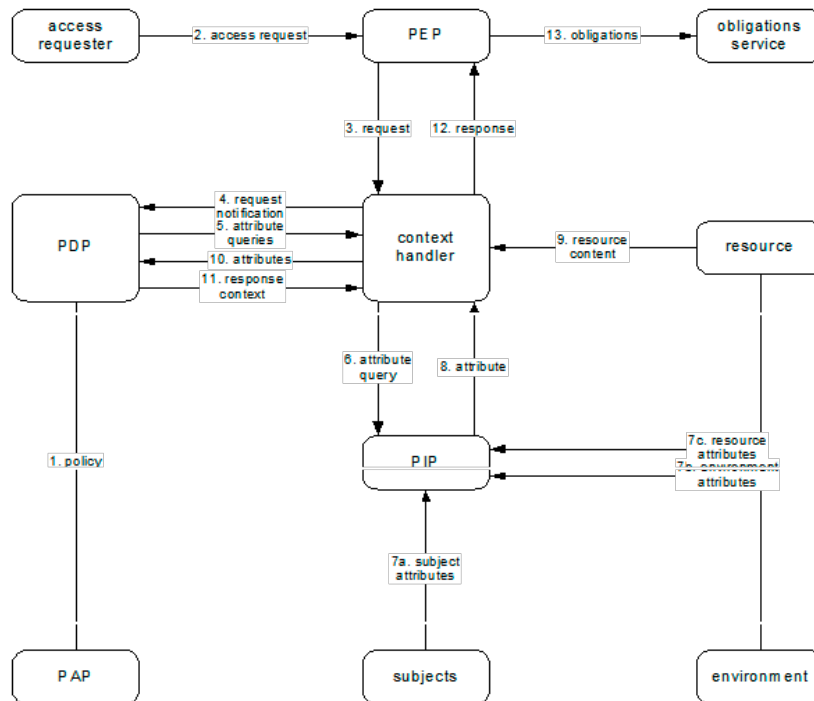 access
requester
2. access request
PEP
13. obligations
obligations
service
3. request
12. response
4. request
notification
5. attribute
queries
10. attributes
11. response
context
PDP
context
handler
9. resource
content
resource
6. attribute
query
8. attribute
1. policy
PIP
7c. resource
attributes
7b. environment
attributes
7a. subject
attributes
PAP
subjects
environment